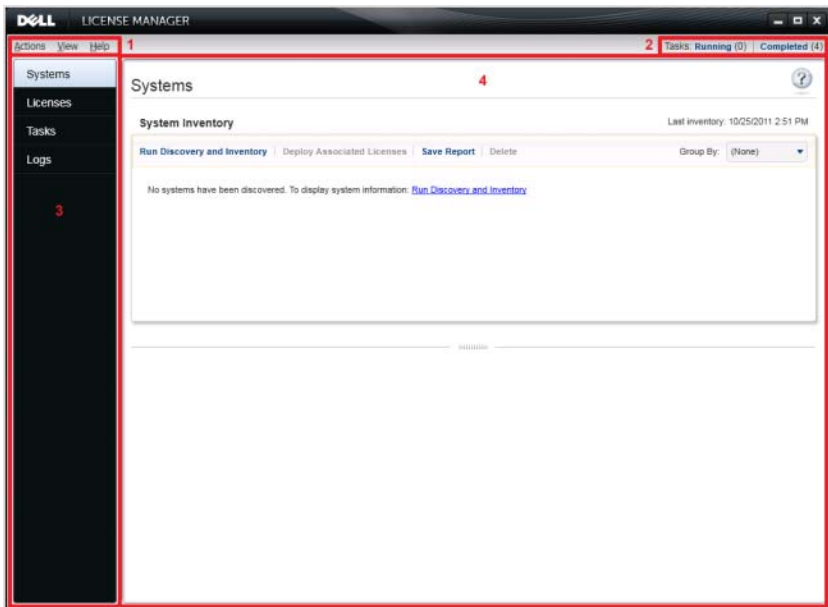 DELL LICENSE MANAGER
Actions View Help 1 2 Tasks: Running (0) Completed (4)
Systems
Licenses
Tasks
Logs
3
Systems 4 ?
System Inventory Last inventory: 10/25/2011 2:51 PM
Run Discovery and Inventory Deploy Associated Licenses Save Report Delete Group By: (None)
No systems have been discovered. To display system information: Run Discovery and Inventory